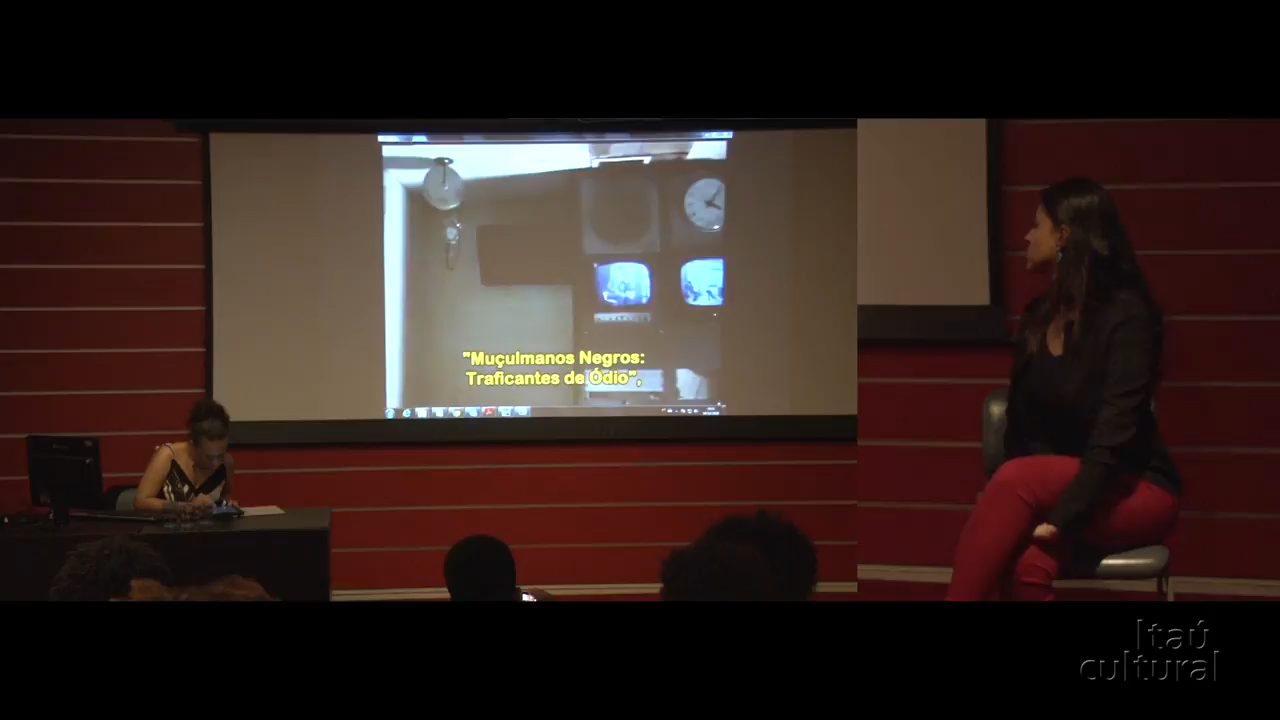 "Muçulmanos Negros:
Traficantes de Ódio",
Itaú
cultural